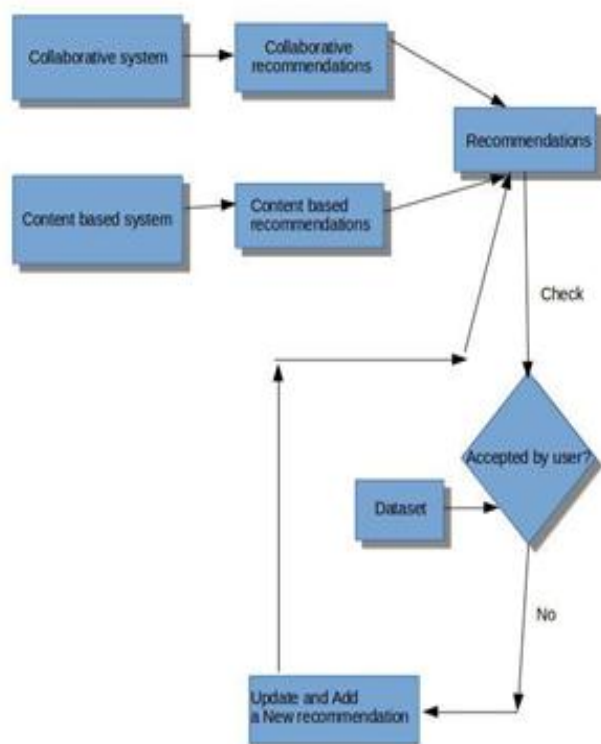 Collaborative system
Collaborative
recommendations
Recommendations
Content based system
Content based
recommendations
Check
Accepted by user?
Dataset
No
Update and Add
a New recommendation